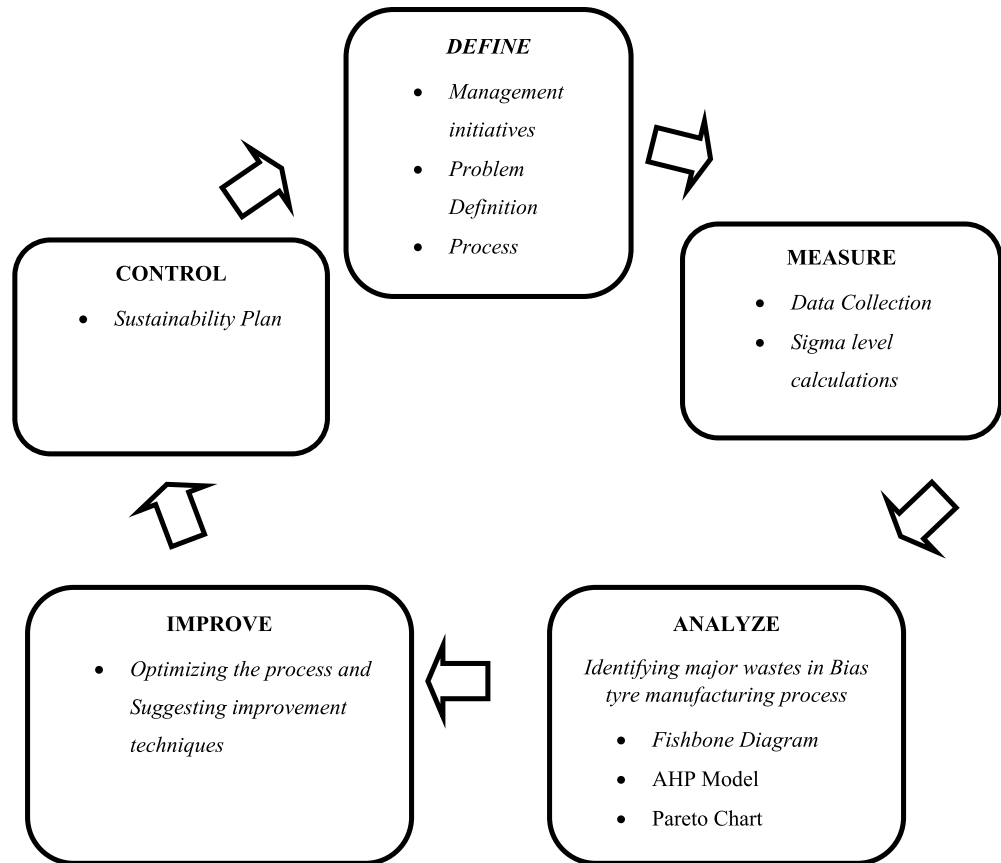 DEFINE
• Management
initiatives
• Problem
Definition
• Process
MEASURE
• Data Collection
• Sigma level
calculations
ANALYZE
Identifying major wastes in Bias
tyre manufacturing process
• Fishbone Diagram
• AHP Model
• Pareto Chart
IMPROVE
• Optimizing the process and
Suggesting improvement
techniques
CONTROL
• Sustainability Plan